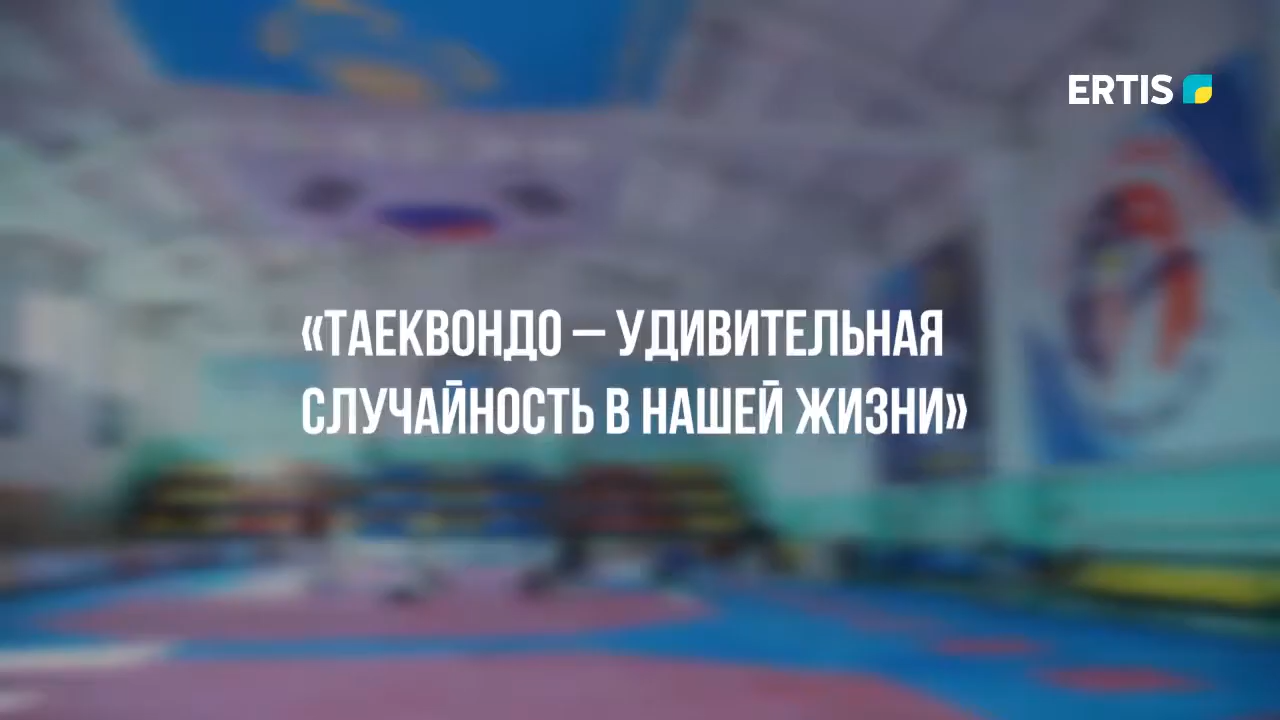 ERTIS
«ТАЕКВОНДО – УДИВИТЕЛЬНАЯ
СЛУЧАЙНОСТЬ В НАШЕЙ ЖИЗНИ»